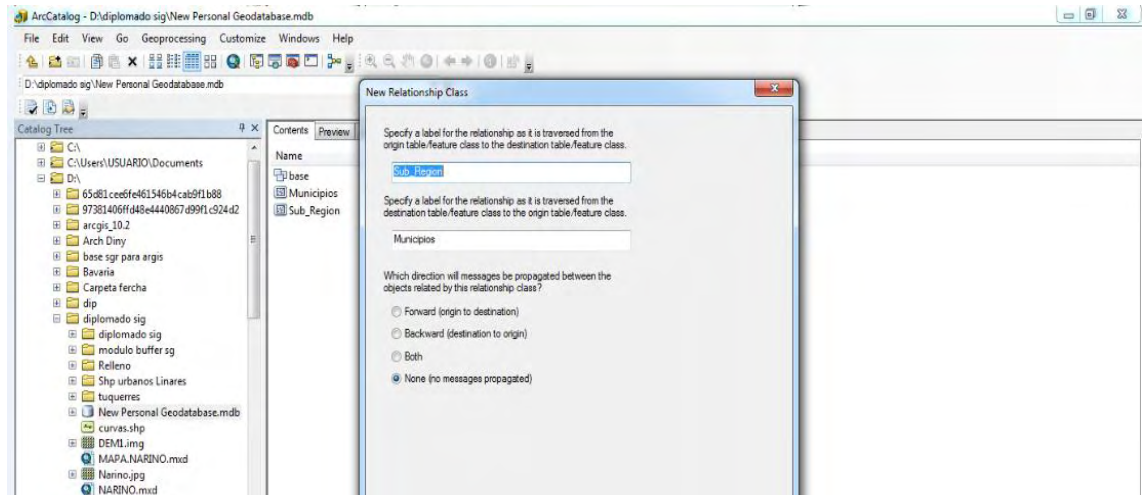 ArcCatalog - D:\diplomado sig\New Personal Geodatabase.mdb
File Edit View Go Geoprocessing Customize Windows Help
D:\diplomado sig\New Personal Geodatabase.mdb
Catalog Tree
C:\
C:\Users\USUARIO\Documents
D:\
65d81cee6fe461546b4cab9f1b88
97381406ffd48e4440867d99f1c924d2
arcgis_10.2
Arch Diny
base sgr para argis
Bavaria
Carpeta fercha
dip
diplomado sig
diplomado sig
modulo buffer sg
Relleno
Shp urbanos Linares
tuquerres
New Personal Geodatabase.mdb
curvas.shp
DEM1.img
MAPA.NARINO.mxd
Narino.jpg
NARINO.mxd
Contents Preview
Name
base
Municipios
Sub_Region
New Relationship Class
Specify a label for the relationship as it is traversed from the
origin table/feature class to the destination table/feature class.
Sub_Region
Specify a label for the relationship as it is traversed from the
destination table/feature class to the origin table/feature class.
Municipios
Which direction will messages be propagated between the
objects related by this relationship class?
Forward (origin to destination)
Backward (destination to origin)
Both
None (no messages propagated)